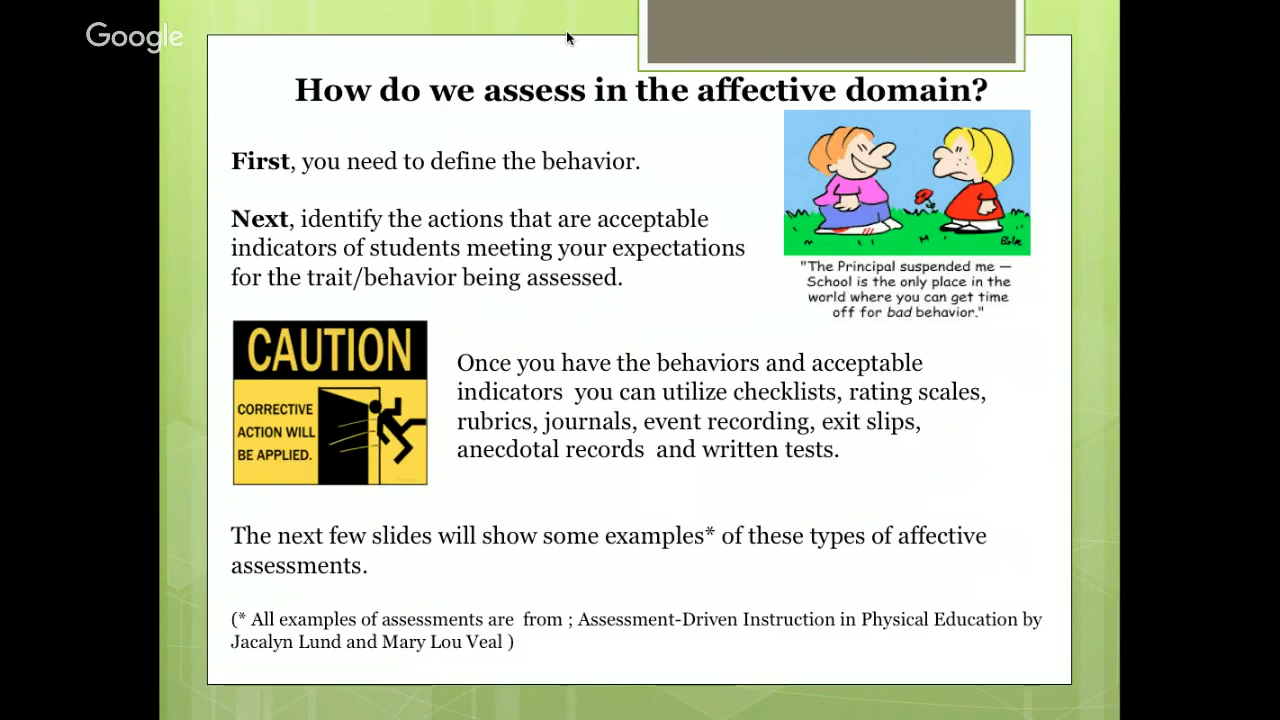 Google
How do we assess in the affective domain?
First, you need to define the behavior.
Next, identify the actions that are acceptable
indicators of students meeting your expectations
for the trait/behavior being assessed.
"The Principal suspended me —
School is the only place in the
world where you can get time
off for bad behavior."
CAUTION
CORRECTIVE
ACTION WILL
BE APPLIED.
Once you have the behaviors and acceptable
indicators  you can utilize checklists, rating scales,
rubrics, journals, event recording, exit slips,
anecdotal records  and written tests.
The next few slides will show some examples* of these types of affective
assessments.
(* All examples of assessments are  from ; Assessment-Driven Instruction in Physical Education by
Jacalyn Lund and Mary Lou Veal )